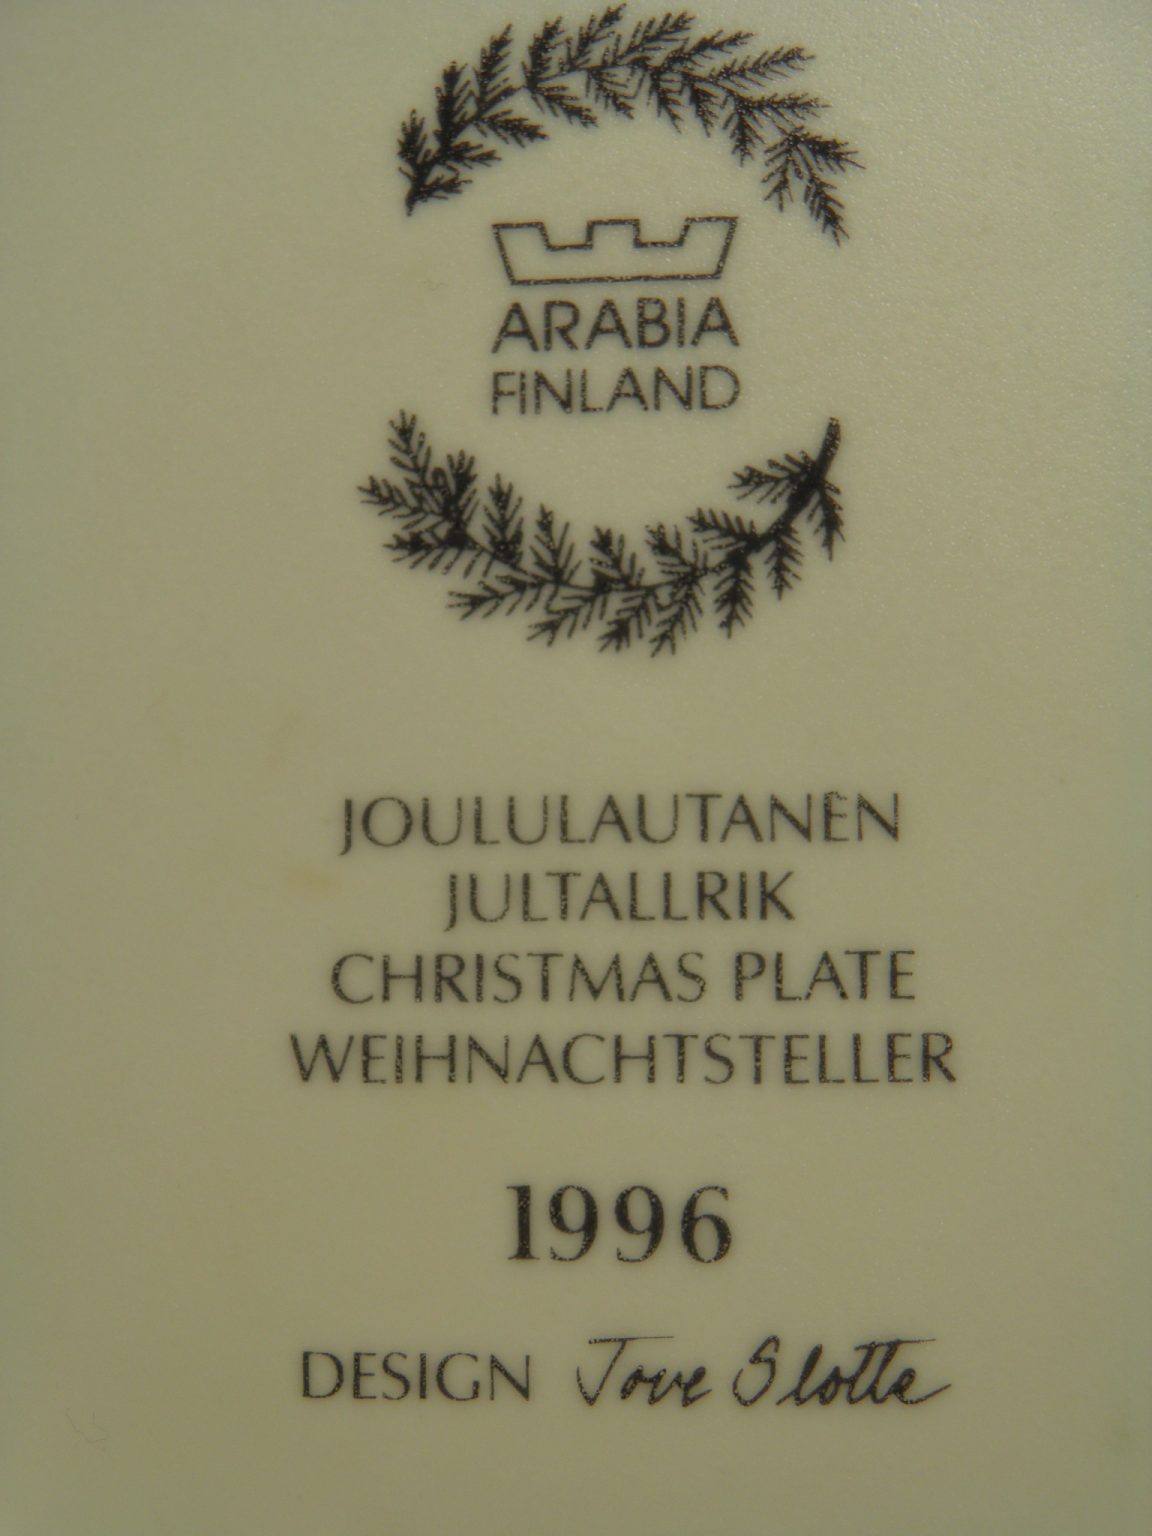 ARABIA
FINLAND
JOULULAUTANEN
JULTALLRIK
CHRISTMAS PLATE
WEIHNACHTSTELLER
1996
DESIGN Tove Slotte